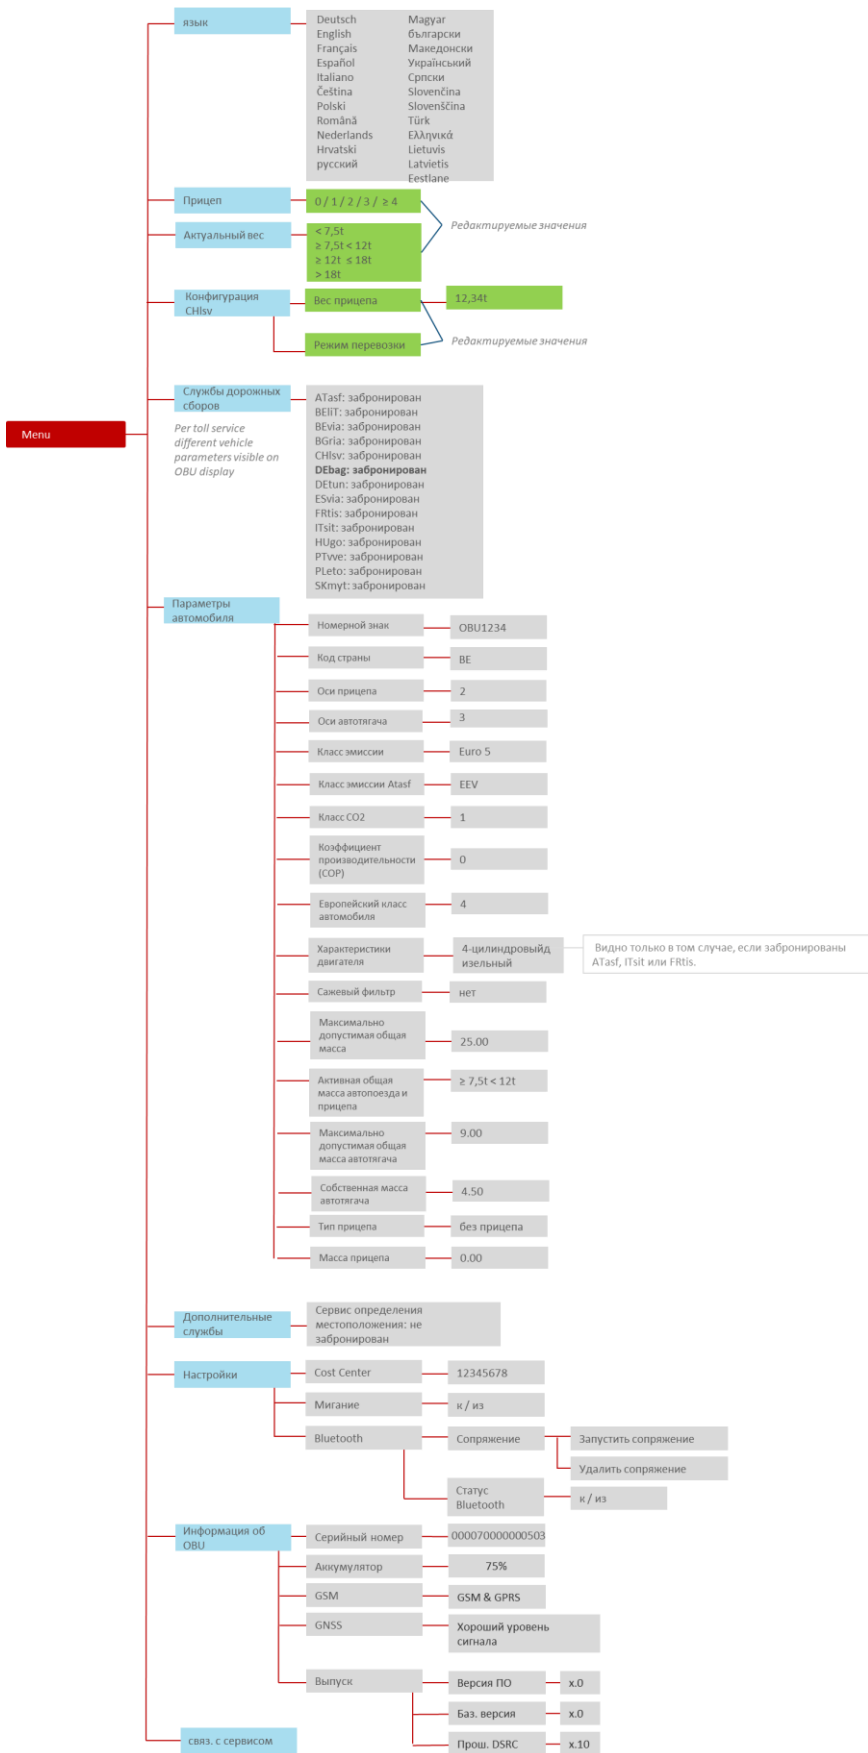 язык
Deutsch
English
Français
Español
Italiano
Čeština
Polski
Română
Nederlands
Hrvatski
русский
Magyar
български
Македонски
Український
Српски
Slovenčina
Slovenščina
Türk
Ελληνικά
Lietuvis
Latvietis
Eestlane
Прицеп
0 / 1 / 2 / 3 / ≥ 4
Редактируемые значения
Актуальный вес
< 7,5t
≥ 7,5t < 12t
≥ 12t ≤ 18t
> 18t
Конфигурация
CHlsv
Вес прицепа
12,34t
Режим перевозки
Редактируемые значения
Службы дорожных
сборов
Per toll service
different vehicle
parameters visible on
OBU display
ATasf: забронирован
BEliT: забронирован
BEvia: забронирован
BGria: забронирован
CHlsv: забронирован
DEbag: забронирован
DEtun: забронирован
ESvia: забронирован
FRtis: забронирован
ITsit: забронирован
HUgo: забронирован
PTvve: забронирован
PLeto: забронирован
SKmyt: забронирован
Menu
Параметры
автомобиля
Номерной знак
OBU1234
Код страны
BE
Оси прицепа
2
Оси автотягача
3
Класс эмиссии
Euro 5
Класс эмиссии Atasf
EEV
Класс CO2
1
Коэффициент
производительности
(COP)
0
Европейский класс
автомобиля
4
Характеристики
двигателя
4-цилиндровыйд
изельный
Видно только в том случае, если забронированы
ATasf, ITsit или FRtis.
Сажевый фильтр
нет
Максимально
допустимая общая
масса
25.00
Активная общая
масса автопоезда и
прицепа
≥ 7,5t < 12t
Максимально
допустимая общая
масса автотягача
9.00
Собственная масса
автотягача
4.50
Тип прицепа
без прицепа
Масса прицепа
0.00
Дополнительные
службы
Сервис определения
местоположения: не
забронирован
Настройки
Cost Center
12345678
Мигание
к / из
Bluetooth
Сопряжение
Запустить сопряжение
Удалить сопряжение
Статус
Bluetooth
к / из
Информация об
OBU
Серийный номер
000070000000503
Аккумулятор
75%
GSM
GSM & GPRS
GNSS
Хороший уровень
сигнала
Выпуск
Версия ПО
x.0
Баз. версия
x.0
Прош. DSRC
x.10
связ. с сервисом